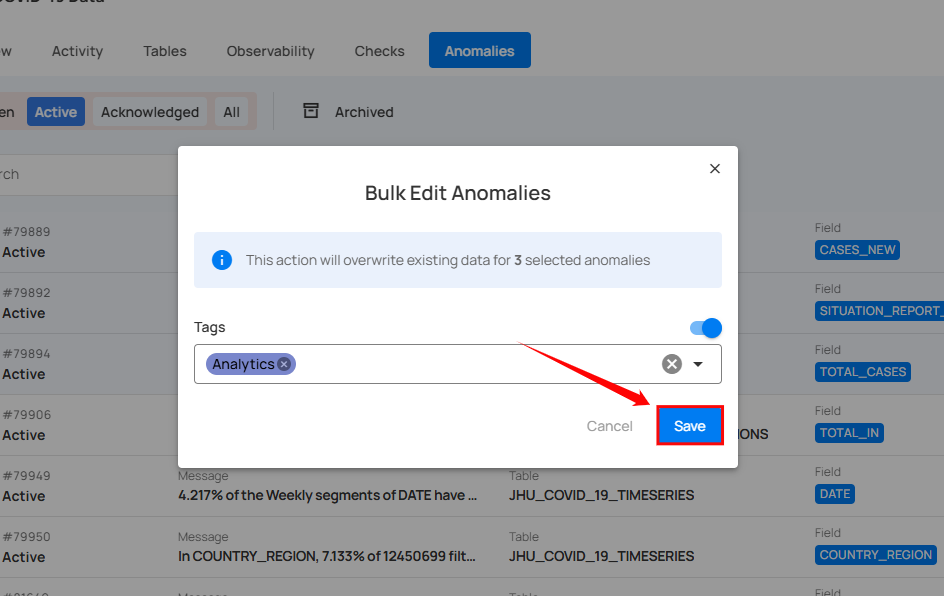 Activity Tables Observability Checks Anomalies
Active Acknowledged All Archived
Bulk Edit Anomalies
This action will overwrite existing data for 3 selected anomalies
Tags
Analytics
Cancel Save
#79889 Field
Active CASES_NEW
#79892 Field
Active SITUATION_REPORT_
#79894 Field
Active TOTAL_CASES
#79906 Field
Active IONS TOTAL_IN
#79949 Message Table Field
Active 4.217% of the Weekly segments of DATE have ... JHU_COVID_19_TIMESERIES DATE
#79950 Message Table Field
Active In COUNTRY_REGION, 7.133% of 12450699 filt... JHU_COVID_19_TIMESERIES COUNTRY_REGION